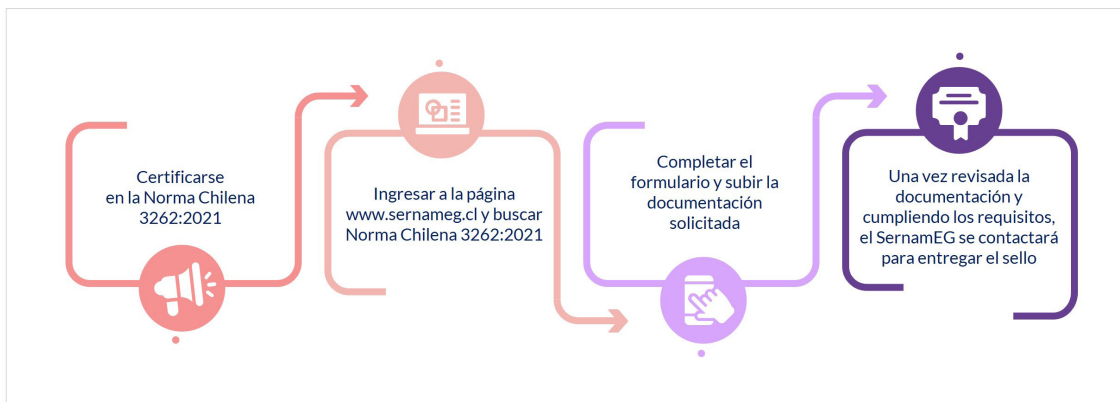 Certificarse
en la Norma Chilena
3262:2021
Ingresar a la página
www.sernameg.cl y buscar
Norma Chilena 3262:2021
Completar el
formulario y subir la
documentación
solicitada
Una vez revisada la
documentación y
cumpliendo los requisitos,
el SernamEG se contactará
para entregar el sello